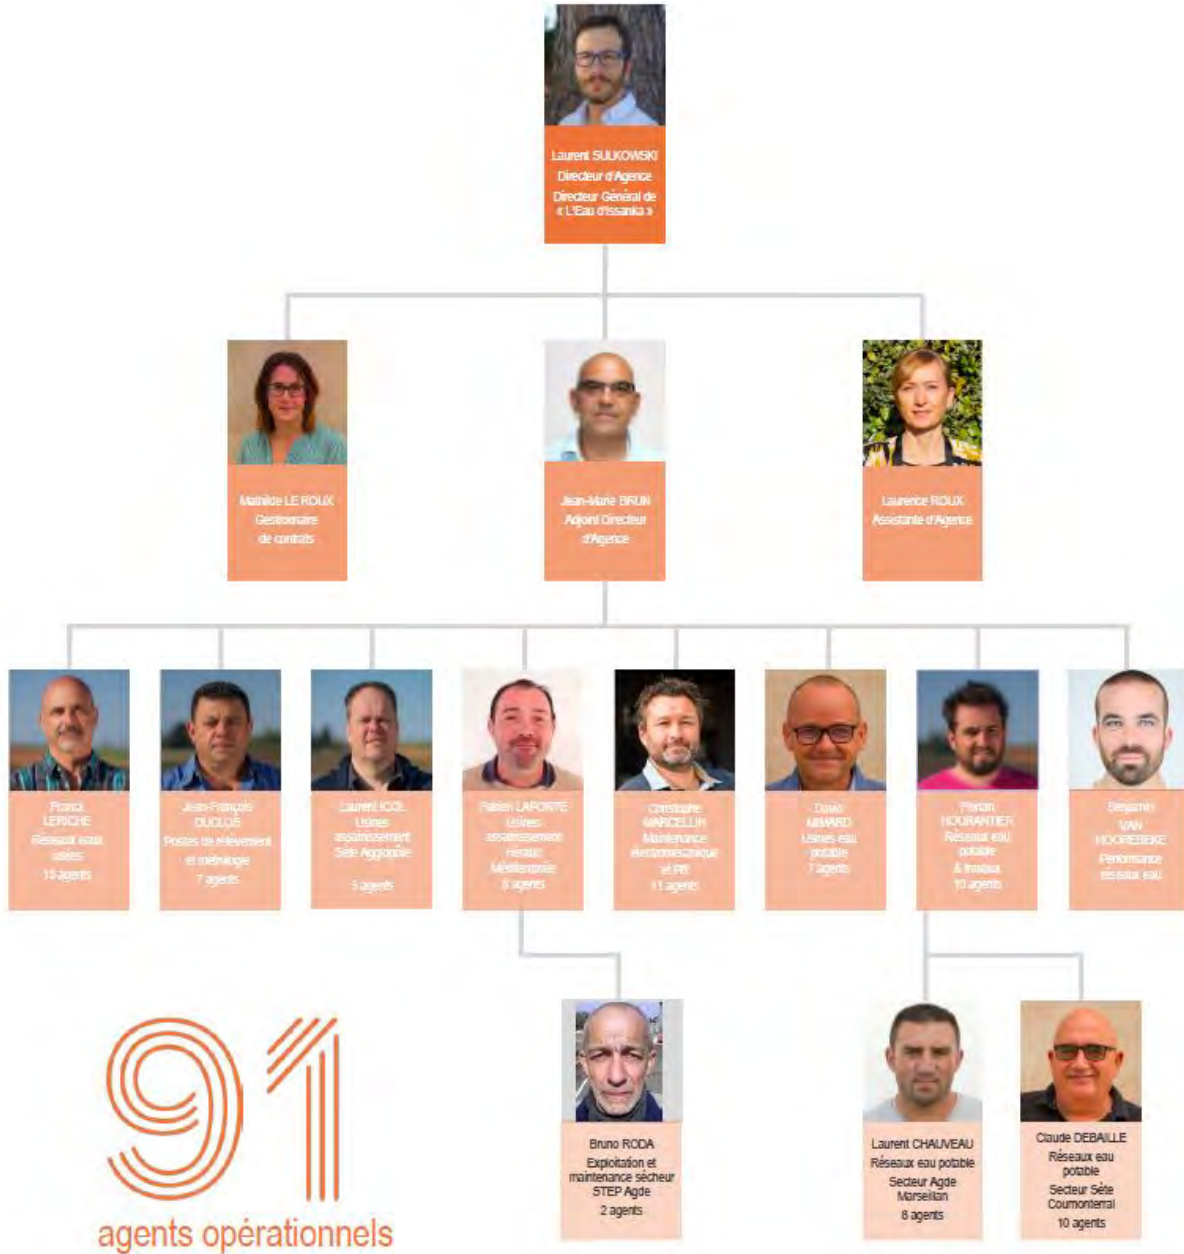 Laurent SULKOWSKI
Directeur d'Agence
Directeur Général de
« L'Eau d'Issanka »
Mathilde LE ROUX
Gestionnaire
de contrats
Jean-Marie BRUN
Adjoint Directeur
d'Agence
Laurence ROUX
Assistante d'Agence
Franck
LERICHE
Réseaux eaux
usées
agents
Jean-François
DUCLOS
Postes de relèvement
et métrologie
7 agents
Laurent ICOL
Usines
assainissement
Sète Agglopôle
5 agents
Fabien LAPORTE
Usines
assainissement
Hérault
Méditerranée
agents
Christophe
MARCELLIN
Maintenance
électromécanique
et
11 agents
David
MIMARD
Usines eau
potable
7 agents
Florian
HOURANTIER
Réseaux eau
potable
& travaux
10 agents
Benjamin
VAN
HOOREBEKE
Performance
réseaux eau
Bruno RODA
Exploitation et
maintenance sécheur
STEP Agde
2 agents
Laurent CHAUVEAU
Réseaux eau potable
Secteur Agde
Marseillan
8 agents
Claude DEBAILLE
Réseaux eau
potable
Secteur Sète
Cournonterral
10 agents
91
agents opérationnels